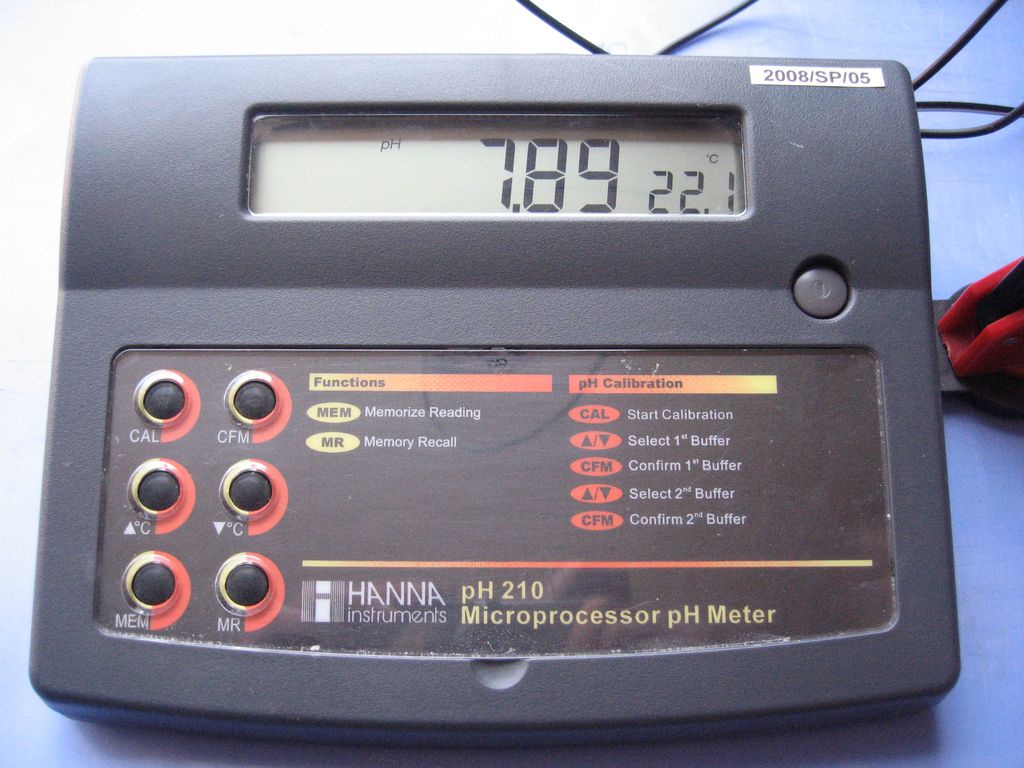 2008/SP/05
pH
7.89
22.1 °C
Functions
MEM Memorize Reading
MR Memory Recall
pH Calibration
CAL Start Calibration
▲/▼ Select 1st Buffer
CFM Confirm 1st Buffer
▲/▼ Select 2nd Buffer
CFM Confirm 2nd Buffer
CAL CFM
▲°C ▼°C
MEM MR
HANNA
instruments
pH 210
Microprocessor pH Meter